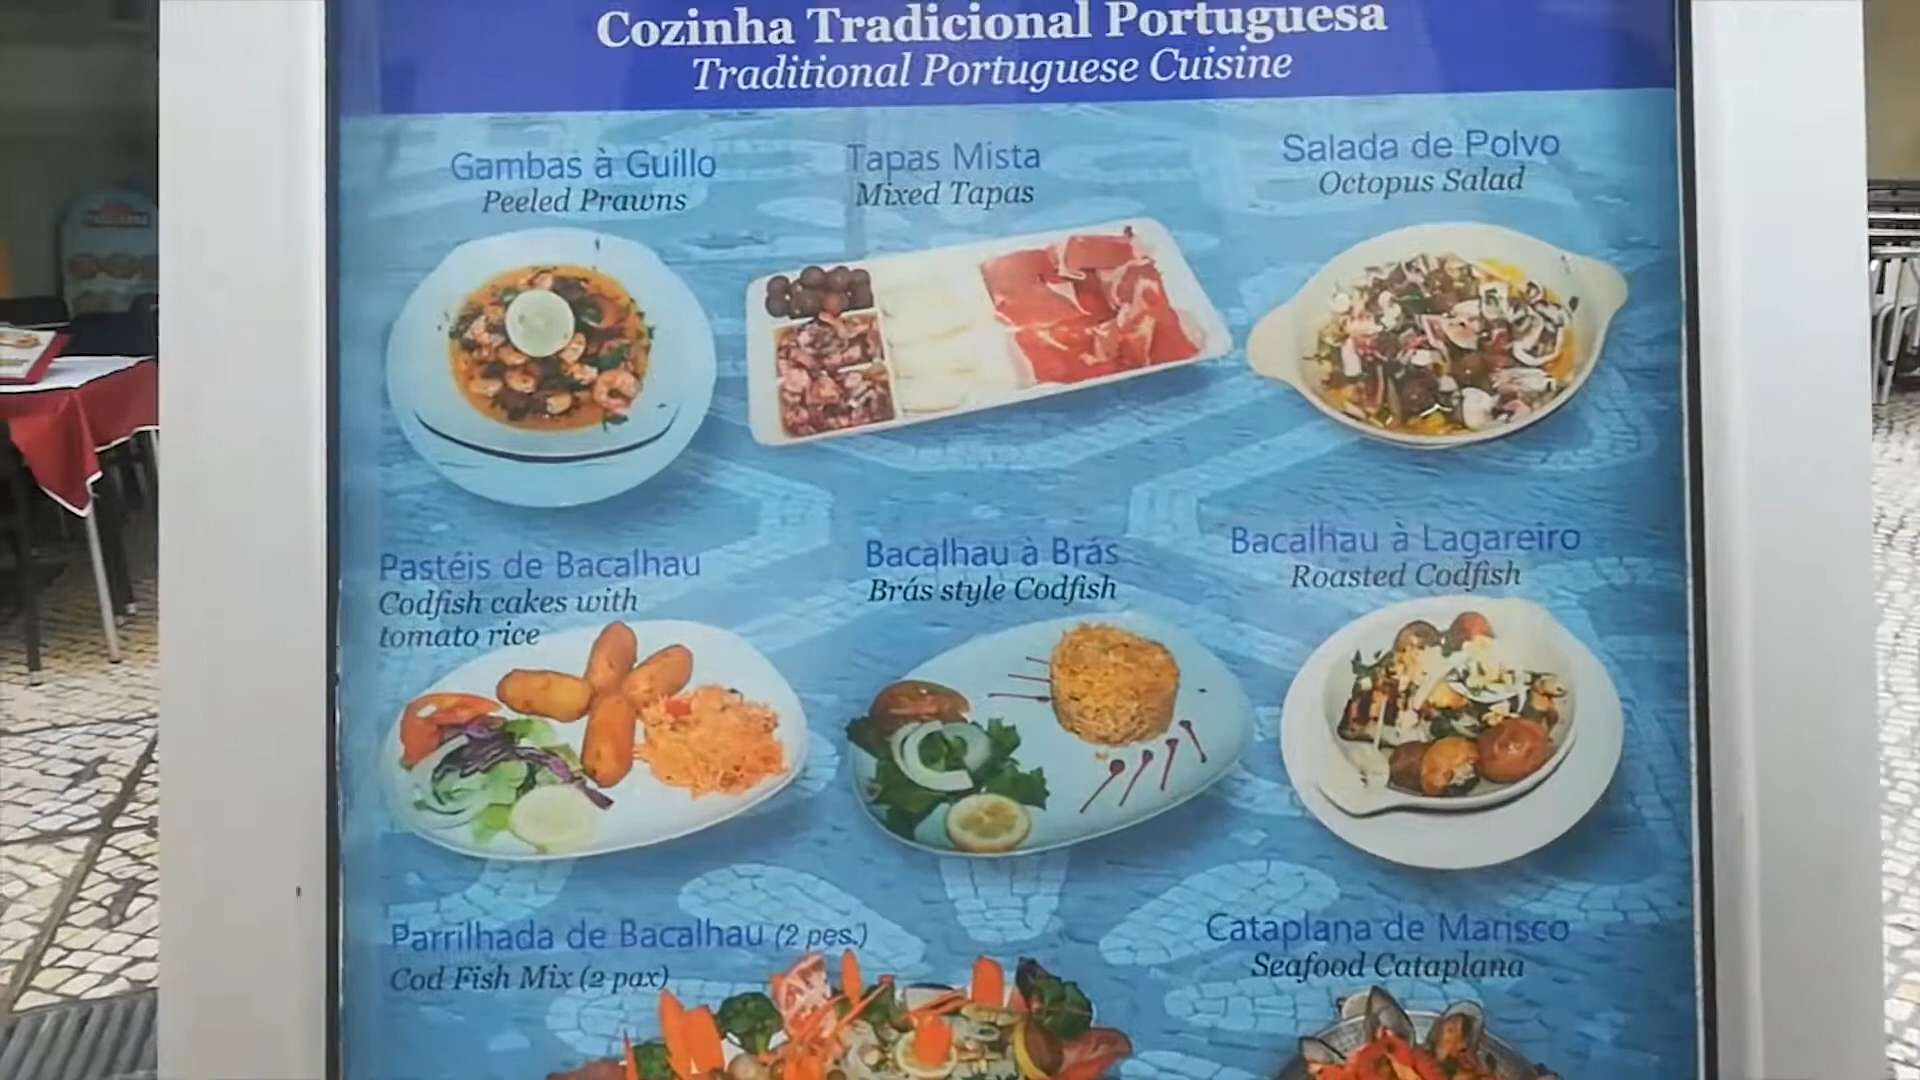 Cozinha Tradicional Portuguesa
Traditional Portuguese Cuisine
Gambas à Guillo
Peeled Prawns
Tapas Mista
Mixed Tapas
Salada de Polvo
Octopus Salad
Pastéis de Bacalhau
Codfish cakes with
tomato rice
Bacalhau à Brás
Brás style Codfish
Bacalhau à Lagareiro
Roasted Codfish
Parrilhada de Bacalhau (2 pes.)
Cod Fish Mix (2 pax)
Cataplana de Marisco
Seafood Cataplana